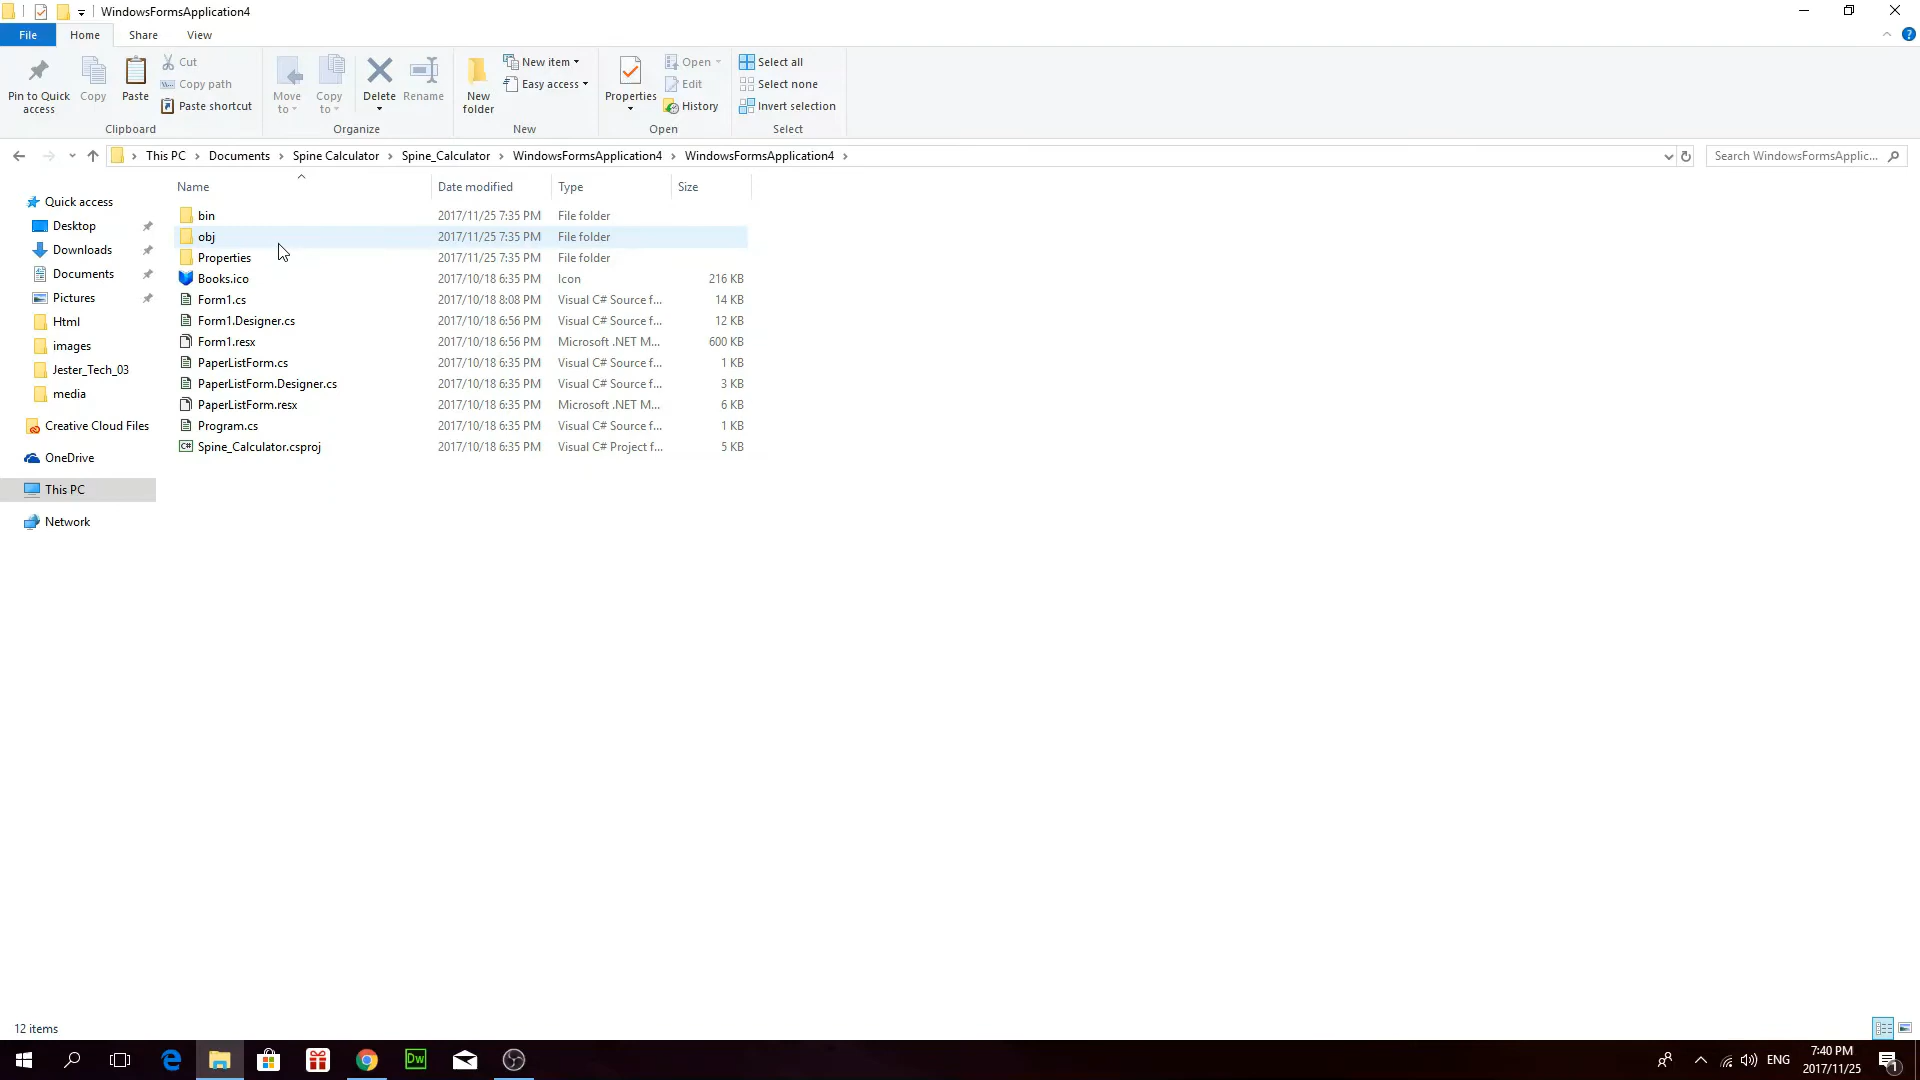 WindowsFormsApplication4
File Home Share View
Pin to Quick access
Copy
Paste
Cut
Copy path
Paste shortcut
Clipboard
Move to
Copy to
Delete
Rename
Organize
New folder
New item
Easy access
New
Properties
Open
Edit
History
Open
Select all
Select none
Invert selection
Select
This PC > Documents > Spine Calculator > Spine_Calculator > WindowsFormsApplication4 > WindowsFormsApplication4 >
Search WindowsFormsApplic...
Quick access
Desktop
Downloads
Documents
Pictures
Html
images
Jester_Tech_03
media
Creative Cloud Files
OneDrive
This PC
Network
Name Date modified Type Size
bin 2017/11/25 7:35 PM File folder
obj 2017/11/25 7:35 PM File folder
Properties 2017/11/25 7:35 PM File folder
Books.ico 2017/10/18 6:35 PM Icon 216 KB
Form1.cs 2017/10/18 8:08 PM Visual C# Source f... 14 KB
Form1.Designer.cs 2017/10/18 6:56 PM Visual C# Source f... 12 KB
Form1.resx 2017/10/18 6:56 PM Microsoft .NET M... 600 KB
PaperListForm.cs 2017/10/18 6:35 PM Visual C# Source f... 1 KB
PaperListForm.Designer.cs 2017/10/18 6:35 PM Visual C# Source f... 3 KB
PaperListForm.resx 2017/10/18 6:35 PM Microsoft .NET M... 6 KB
Program.cs 2017/10/18 6:35 PM Visual C# Source f... 1 KB
Spine_Calculator.csproj 2017/10/18 6:35 PM Visual C# Project f... 5 KB
12 items
Dw
ENG
7:40 PM
2017/11/25
1